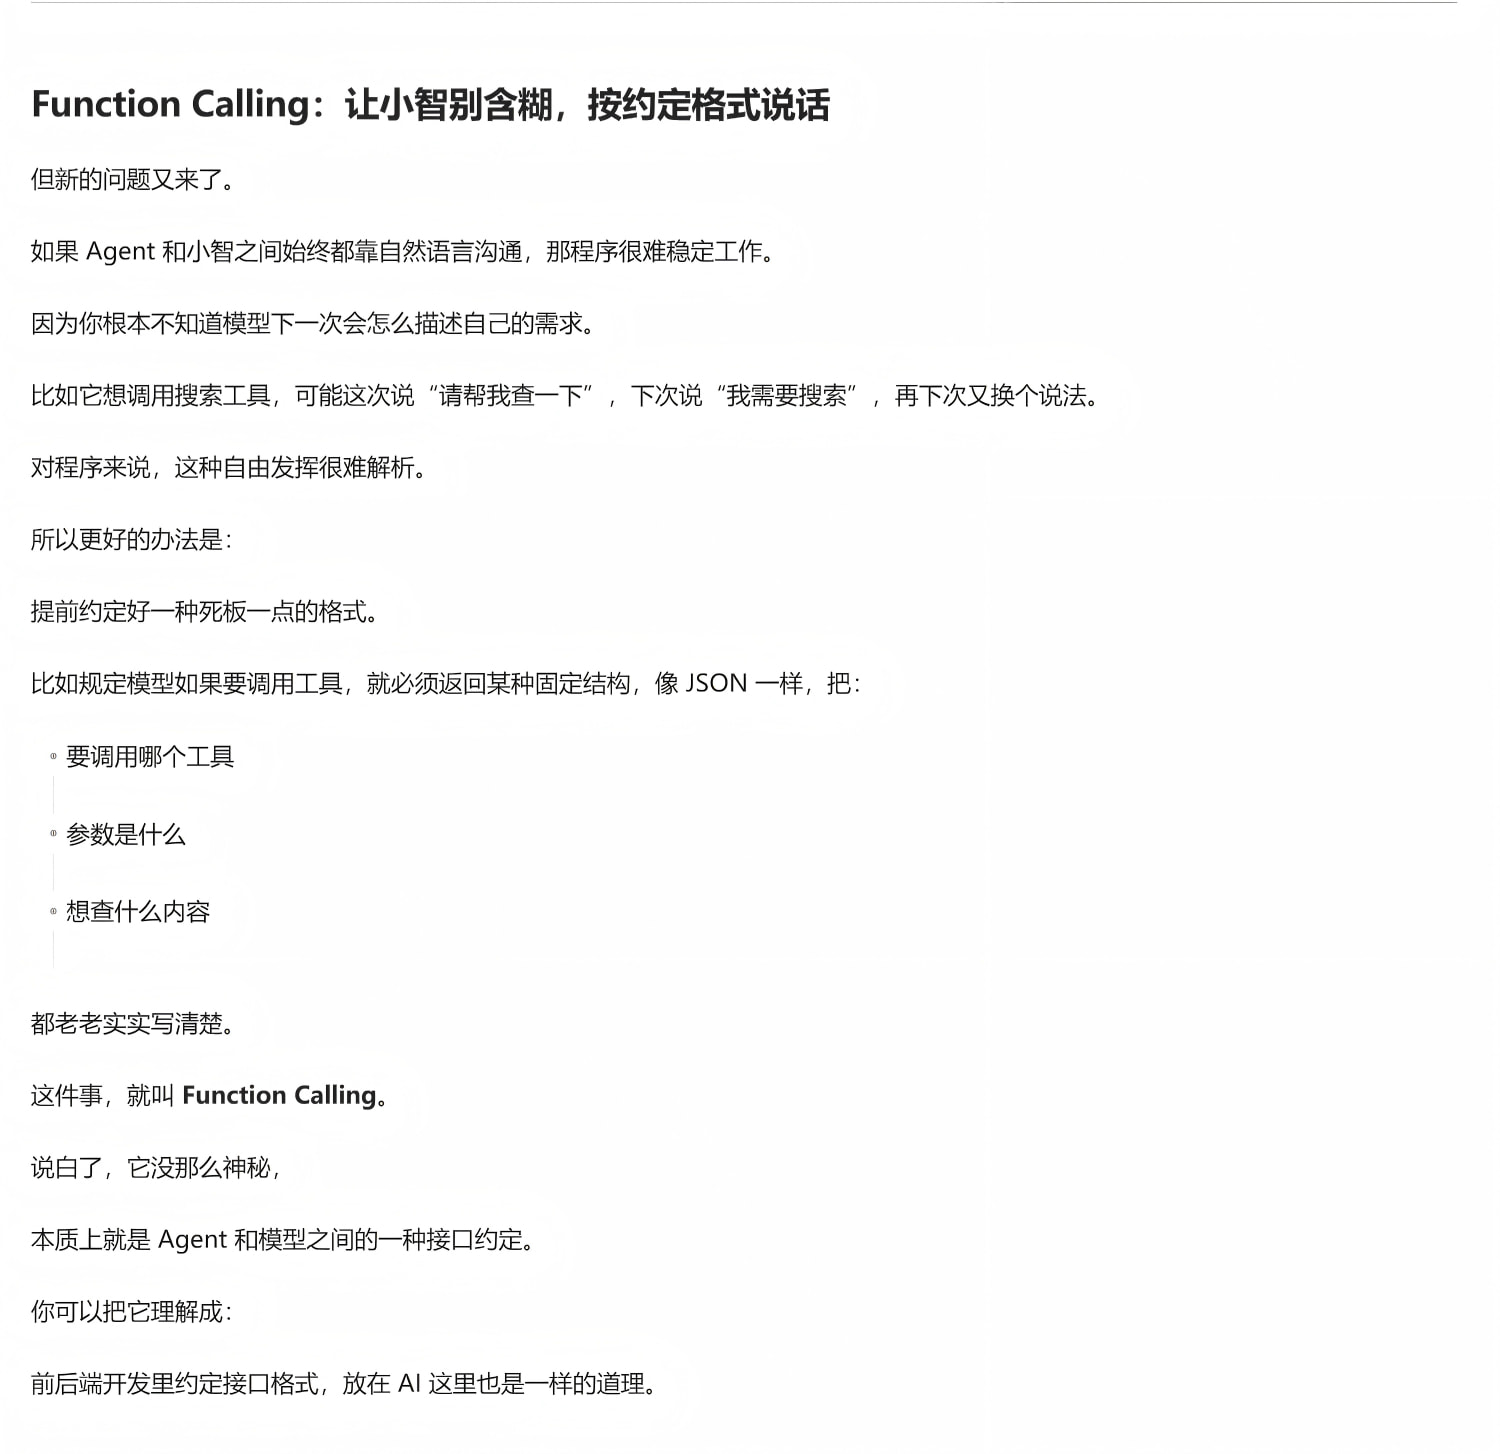 Function Calling：让小智别含糊，按约定格式说话
但新的问题又来了。
如果 Agent 和小智之间始终都靠自然语言沟通，那程序很难稳定工作。
因为你根本不知道模型下一次会怎么描述自己的需求。
比如它想调用搜索工具，可能这次说“请帮我查一下”，下次说“我需要搜索”，再下次又换个说法。
对程序来说，这种自由发挥很难解析。
所以更好的办法是：
提前约定好一种死板一点的格式。
比如规定模型如果要调用工具，就必须返回某种固定结构，像 JSON 一样，把：
要调用哪个工具
参数是什么
想查什么内容
都老老实实写清楚。
这件事，就叫 Function Calling。
说白了，它没那么神秘，
本质上就是 Agent 和模型之间的一种接口约定。
你可以把它理解成：
前后端开发里约定接口格式，放在 AI 这里也是一样的道理。